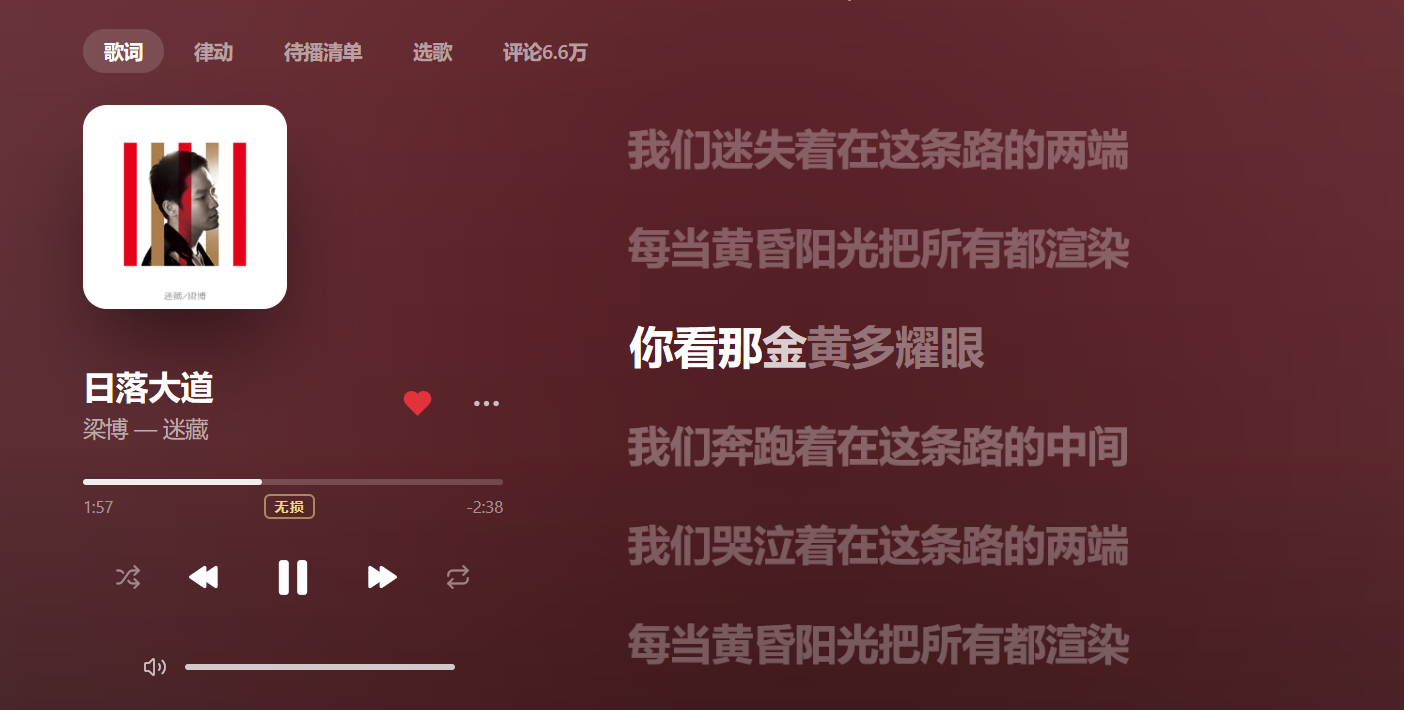 歌词 律动 待播清单 选歌 评论6.6万
迷藏/梁博
日落大道
梁博 — 迷藏
1:57 无损 -2:38
我们迷失着在这条路的两端
每当黄昏阳光把所有都渲染
你看那金黄多耀眼
我们奔跑着在这条路的中间
我们哭泣着在这条路的两端
每当黄昏阳光把所有都渲染